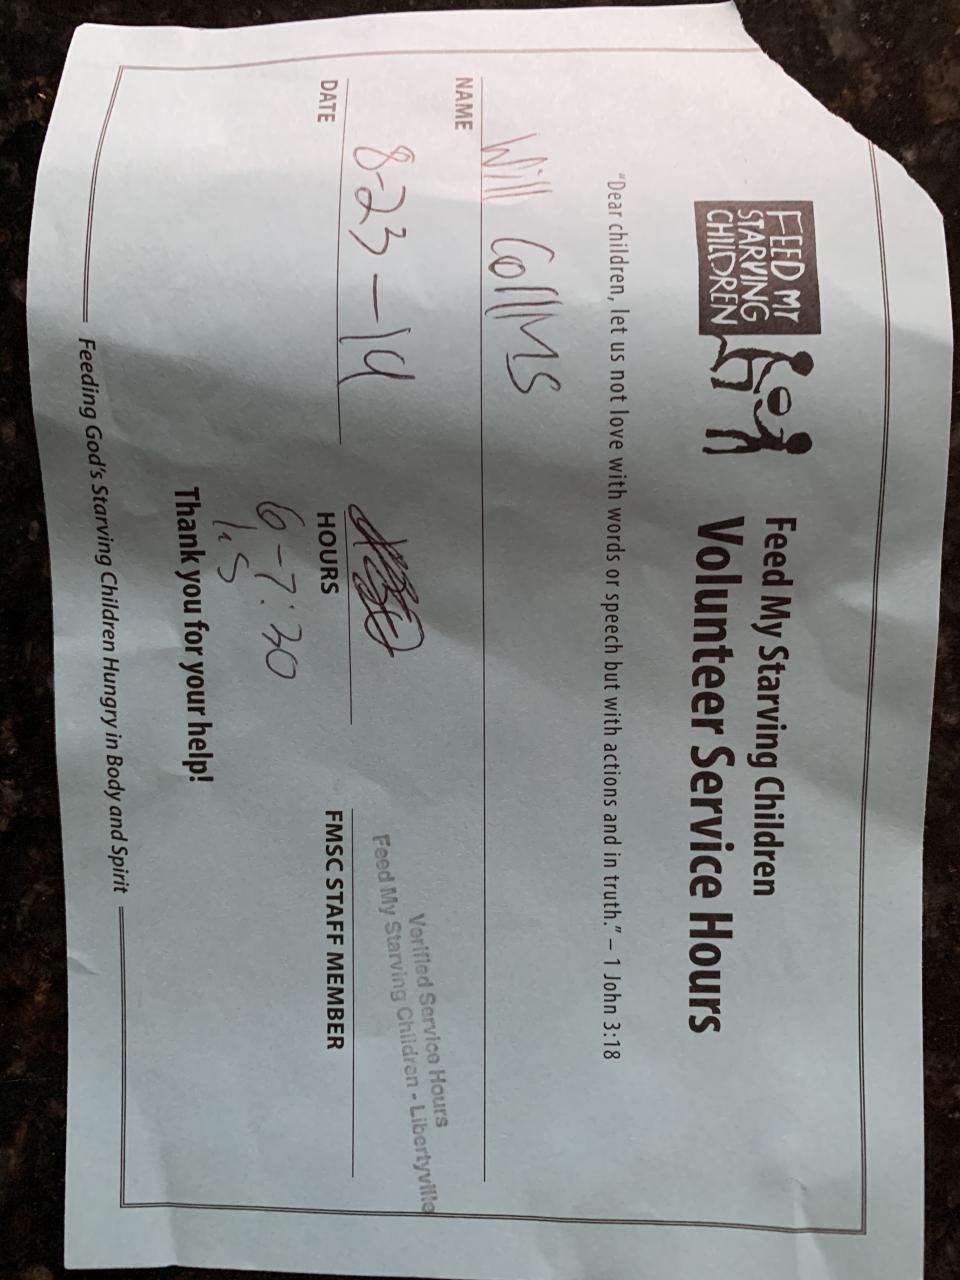 FEED MY
STARVING
CHILDREN
Feed My Starving Children
Volunteer Service Hours
"Dear children, let us not love with words or speech but with actions and in truth." – 1 John 3:18
Will Collins
NAME
8-23-19
Verified Service Hours
Feed My Starving Children - Libertyville
DATE
HOURS
FMSC STAFF MEMBER
6-7:30
1.5
Thank you for your help!
Feeding God's Starving Children Hungry in Body and Spirit